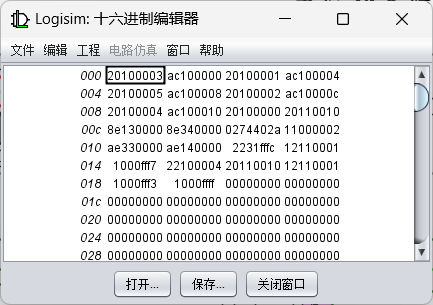 Logisim: 十六进制编辑器
文件 编辑 工程 电路仿真 窗口 帮助
000 20100003 ac100000 20100001 ac100004
004 20100005 ac100008 20100002 ac10000c
008 20100004 ac100010 20100000 20110010
00c 8e130000 8e340000 0274402a 11000002
010 ae330000 ae140000 2231fffc 12110001
014 1000fff7 22100004 20110010 12110001
018 1000fff3 1000ffff 00000000 00000000
01c 00000000 00000000 00000000 00000000
020 00000000 00000000 00000000 00000000
024 00000000 00000000 00000000 00000000
028 00000000 00000000 00000000 00000000
打开... 保存... 关闭窗口